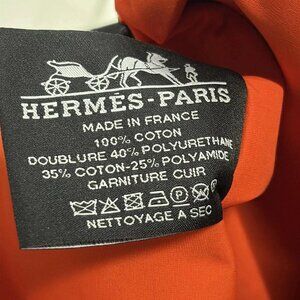 HERMÈS-PARIS
MADE IN FRANCE
100% COTON
DOUBLURE 40% POLYURETHANE
35% COTON-25% POLYAMIDE
GARNITURE CUIR
P
NETTOYAGE A SEC